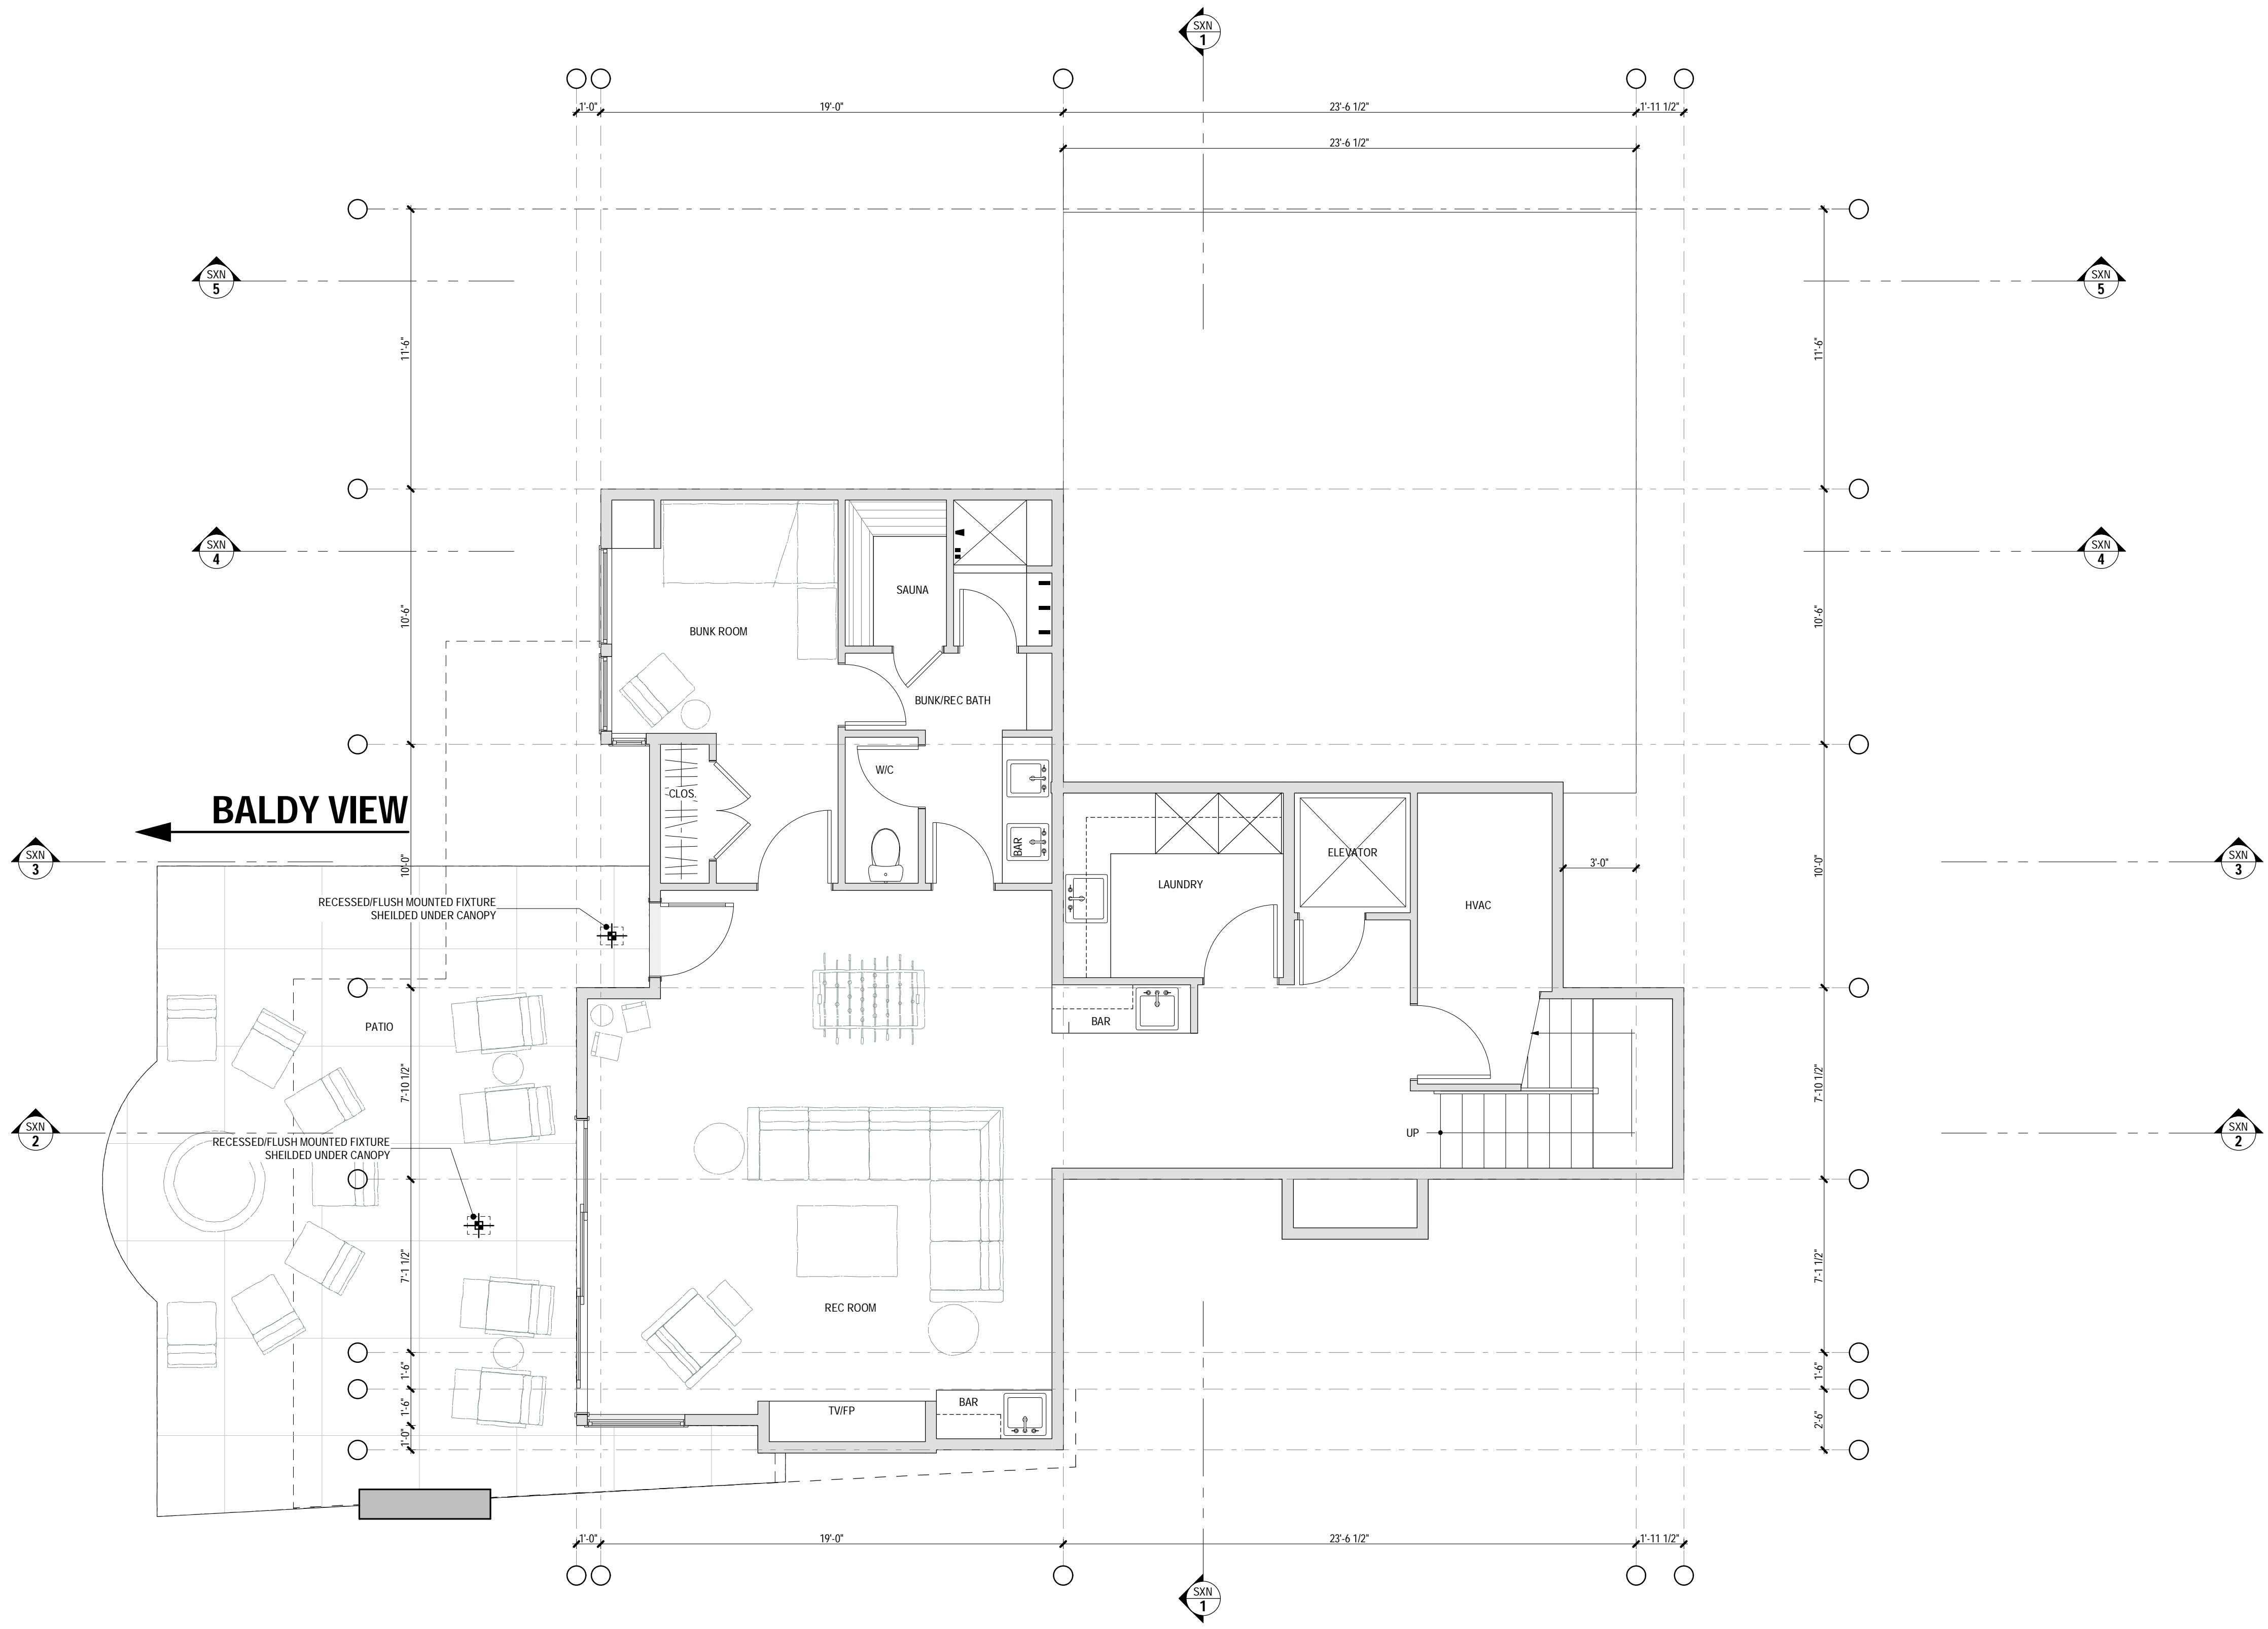 SXN
1
1'-0"
19'-0"
23'-6 1/2"
1'-11 1/2"
23'-6 1/2"
SXN
5
SXN
5
11'-6"
11'-6"
SXN
4
SXN
4
10'-6"
10'-6"
SAUNA
BUNK ROOM
BUNK/REC BATH
W/C
CLOS.
BALDY VIEW
SXN
3
SXN
3
10'-0"
10'-0"
BAR
ELEVATOR
3'-0"
LAUNDRY
HVAC
RECESSED/FLUSH MOUNTED FIXTURE
SHEILDED UNDER CANOPY
PATIO
BAR
7'-10 1/2"
7'-10 1/2"
SXN
2
SXN
2
UP
RECESSED/FLUSH MOUNTED FIXTURE
SHEILDED UNDER CANOPY
7'-1 1/2"
7'-1 1/2"
REC ROOM
1'-6"
1'-6"
BAR
TV/FP
1'-6"
2'-6"
1'-0"
1'-0"
19'-0"
23'-6 1/2"
1'-11 1/2"
SXN
1